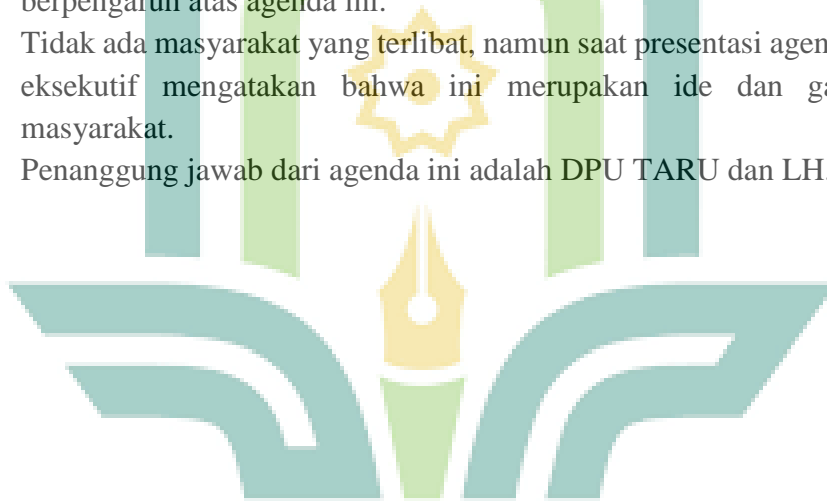 berpengaruh atas agenda ini.
Tidak ada masyarakat yang terlibat, namun saat presentasi agen
eksekutif mengatakan bahwa ini merupakan ide dan ga
masyarakat.
Penanggung jawab dari agenda ini adalah DPU TARU dan LH.